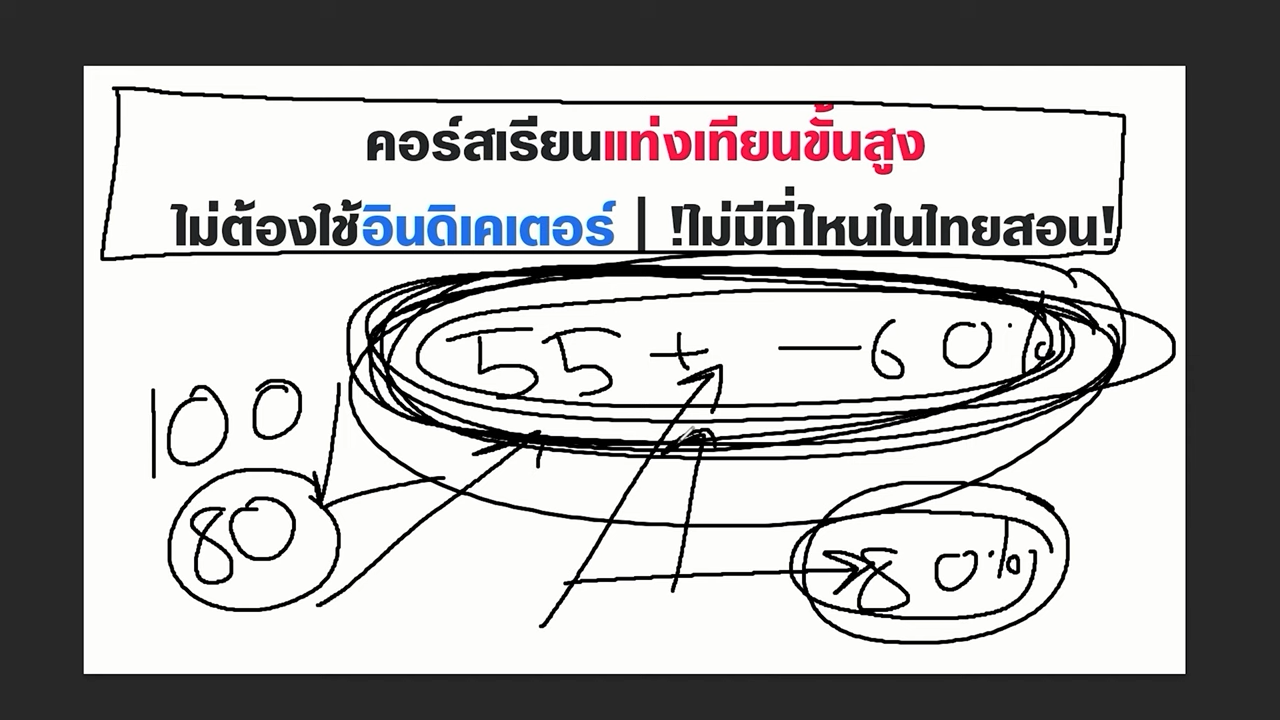 คอร์สเรียนแท่งเทียนขั้นสูง
ไม่ต้องใช้อินดิเคเตอร์ | !ไม่มีที่ไหนในไทยสอน!
55 + — 60%
100
80
80%